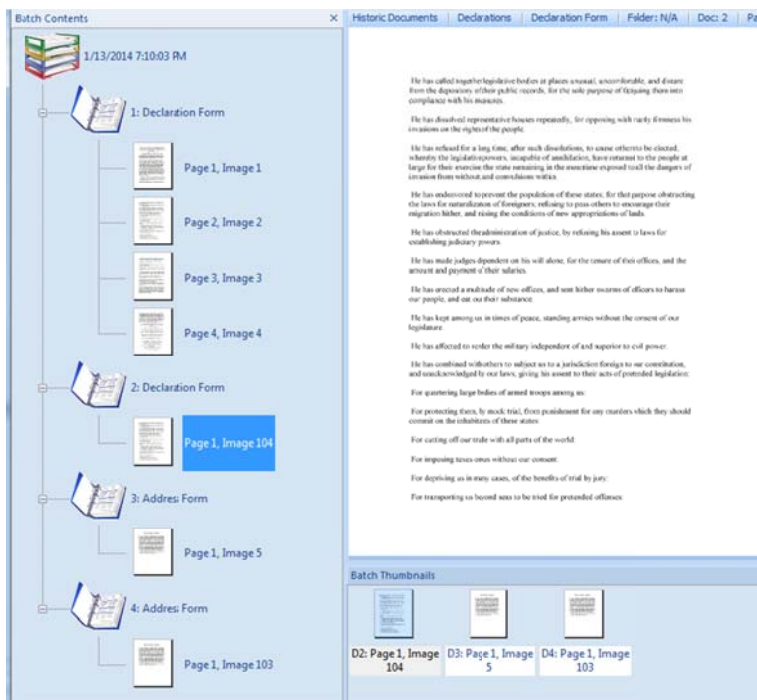 Batch Contents
1/13/2014 7:10:03 PM
1: Declaration Form
Page 1, Image 1
Page 2, Image 2
Page 3, Image 3
Page 4, Image 4
2: Declaration Form
Page 1, Image 104
3: Addres Form
Page 1, Image 5
4: Addres Form
Page 1, Image 103
Historic Documents | Declarations | Declaration Form | Folder: N/A | Doc: 2 | Pa
He has called together legislative bodies at places unusual, uncomfortable, and distant
from the depository of their public records, for the sole purpose of fatiguing them into
compliance with his measures.
He has dissolved representative houses repeatedly, for opposing with manly firmness his
invasions on the rights of the people.
He has refused for a long time, after such dissolutions, to cause others to be elected,
whereby the legislative powers, incapable of annihilation, have returned to the people at
large for their exercise the state remaining in the meantime exposed to all the dangers of
invasion from without and convulsions within.
He has endeavored to prevent the population of these states; for that purpose obstructing
the laws for naturalization of foreigners; refusing to pass others to encourage their
migration hither, and raising the conditions of new appropriations of lands.
He has obstructed the administration of justice, by refusing his assent to laws for
establishing judiciary powers.
He has made judges dependent on his will alone, for the tenure of their offices, and the
amount and payment of their salaries.
He has erected a multitude of new offices, and sent hither swarms of officers to harass
our people, and eat out their substance.
He has kept among us in times of peace, standing armies without the consent of our
legislature.
He has affected to render the military independent of and superior to civil power.
He has combined with others to subject us to a jurisdiction foreign to our constitution,
and unacknowledged by our laws; giving his assent to their acts of pretended legislation:
For quartering large bodies of armed troops among us:
For protecting them, by mock trial, from punishment for any murders which they should
commit on the inhabitants of these states:
For cutting off our trade with all parts of the world:
For imposing taxes on us without our consent:
For depriving us in many cases, of the benefits of trial by jury:
For transporting us beyond seas to be tried for pretended offenses:
Batch Thumbnails
D2: Page 1, Image
104
D3: Page 1, Image
5
D4: Page 1, Image
103